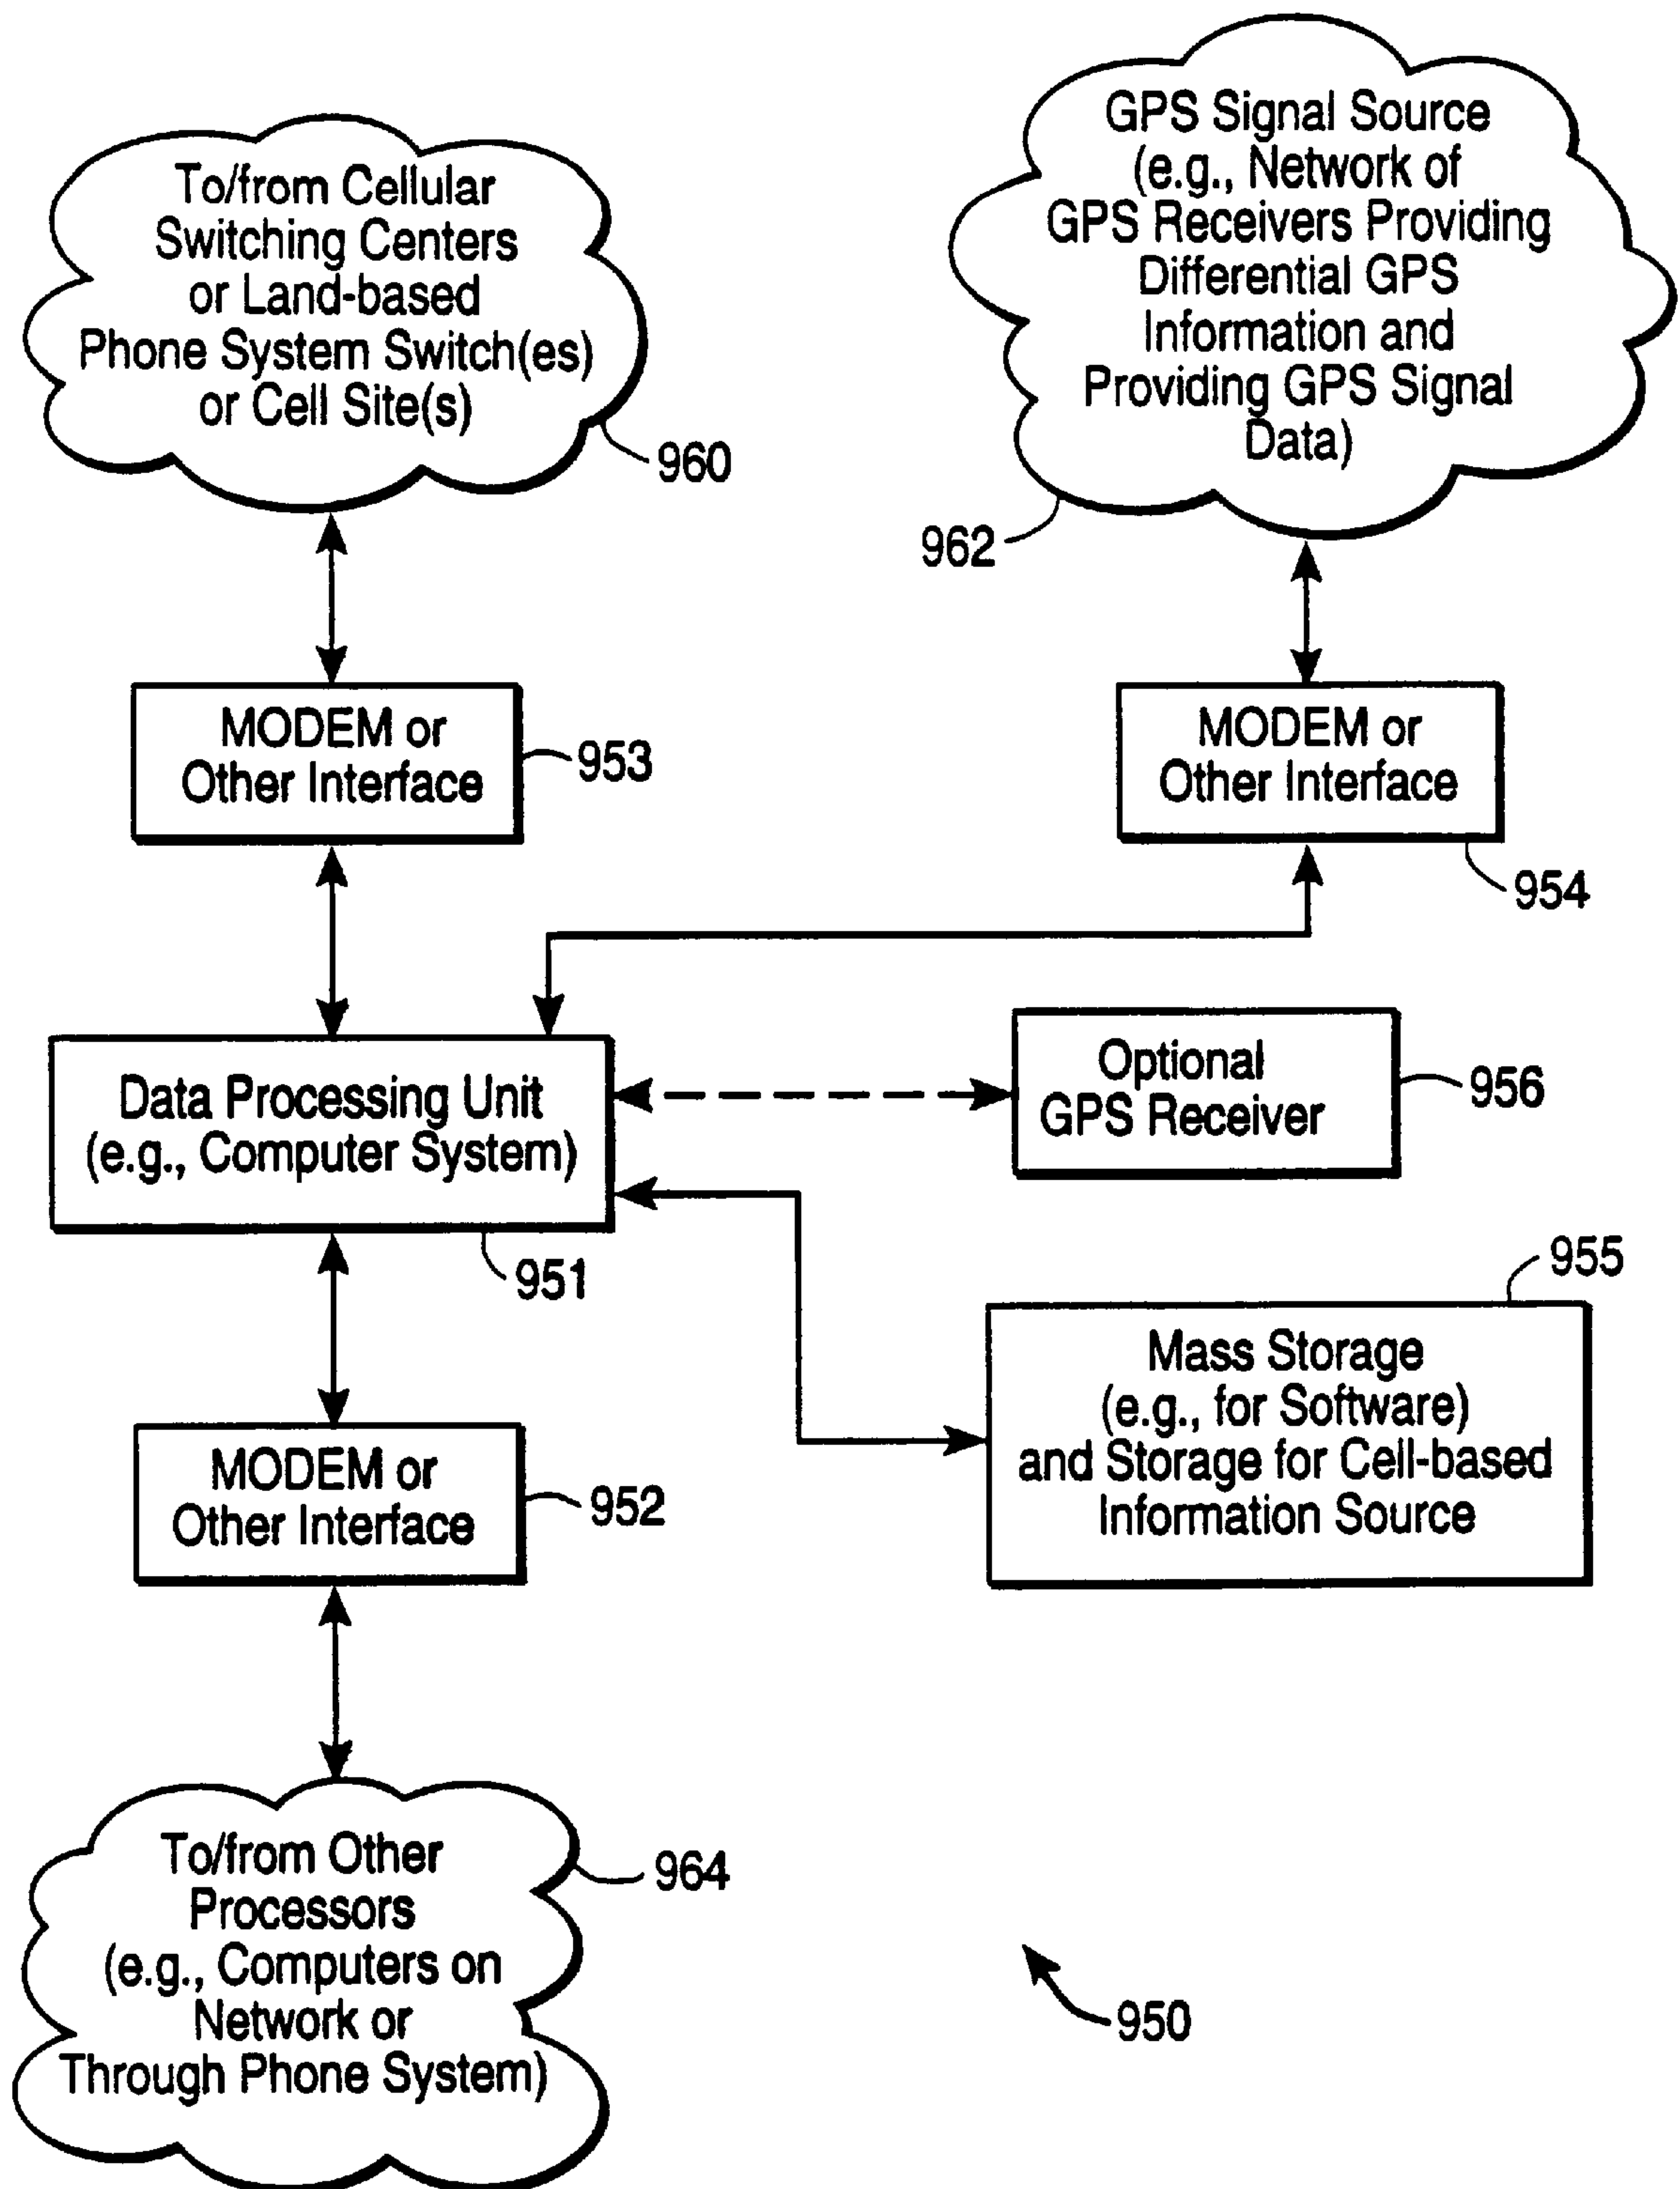 To/from Cellular
Switching Centers
or Land-based
Phone System Switch(es)
or Cell Site(s)
960
GPS Signal Source
(e.g., Network of
GPS Receivers Providing
Differential GPS
Information and
Providing GPS Signal
Data)
962
MODEM or
Other Interface
953
MODEM or
Other Interface
954
Data Processing Unit
(e.g., Computer System)
951
Optional
GPS Receiver
956
955
Mass Storage
(e.g., for Software)
and Storage for Cell-based
Information Source
MODEM or
Other Interface
952
To/from Other
Processors
(e.g., Computers on
Network or
Through Phone System)
964
950